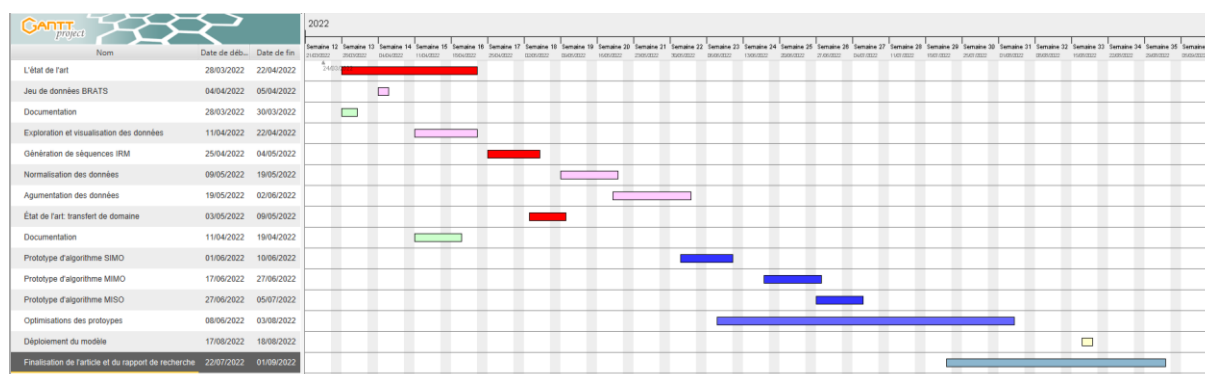 GANTT
project
2022
Nom Date de déb... Date de fin
Semaine 12 Semaine 13 Semaine 14 Semaine 15 Semaine 16 Semaine 17 Semaine 18 Semaine 19 Semaine 20 Semaine 21 Semaine 22 Semaine 23 Semaine 24 Semaine 25 Semaine 26 Semaine 27 Semaine 28 Semaine 29 Semaine 30 Semaine 31 Semaine 32 Semaine 33 Semaine 34 Semaine 35 Semaine
L'état de l'art 28/03/2022 22/04/2022
Jeu de données BRATS 04/04/2022 05/04/2022
Documentation 28/03/2022 30/03/2022
Exploration et visualisation des données 11/04/2022 22/04/2022
Génération de séquences IRM 25/04/2022 04/05/2022
Normalisation des données 09/05/2022 19/05/2022
Agumentation des données 19/05/2022 02/06/2022
État de l'art: transfert de domaine 03/05/2022 09/05/2022
Documentation 11/04/2022 19/04/2022
Prototype d'algorithme SIMO 01/06/2022 10/06/2022
Prototype d'algorithme MIMO 17/06/2022 27/06/2022
Prototype d'algorithme MISO 27/06/2022 05/07/2022
Optimisations des protoypes 08/06/2022 03/08/2022
Déploiement du modèle 17/08/2022 18/08/2022
Finalisation de l'article et du rapport de recherche 22/07/2022 01/09/2022